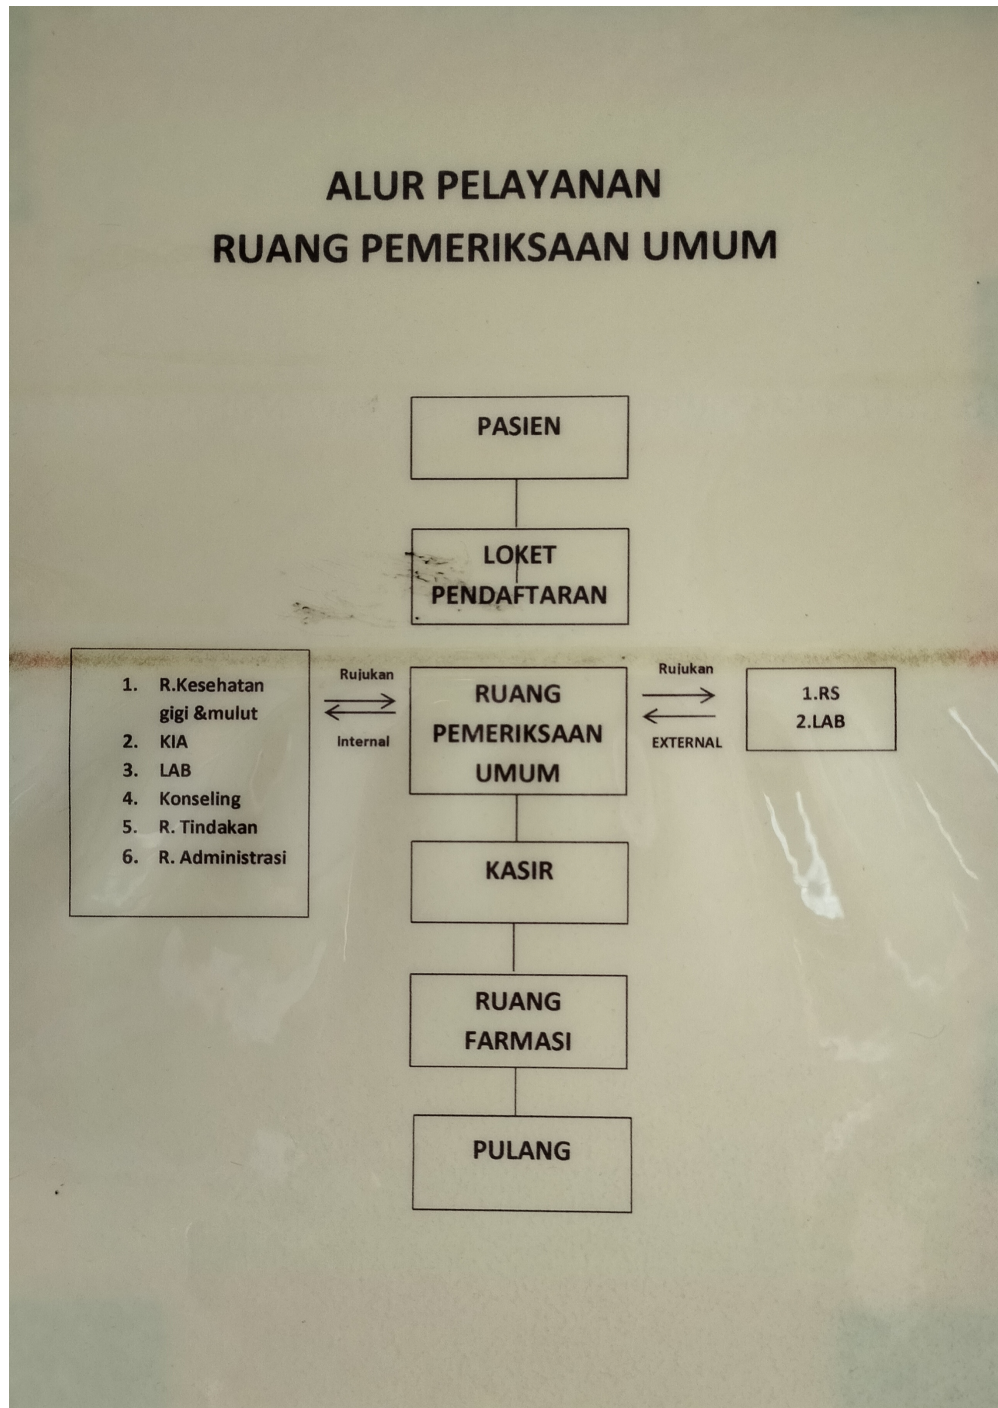 ALUR PELAYANAN
RUANG PEMERIKSAAN UMUM
PASIEN
LOKET
PENDAFTARAN
1. R.Kesehatan
gigi &mulut
2. KIA
3. LAB
4. Konseling
5. R. Tindakan
6. R. Administrasi
Rujukan
Internal
RUANG
PEMERIKSAAN
UMUM
Rujukan
EXTERNAL
1.RS
2.LAB
KASIR
RUANG
FARMASI
PULANG